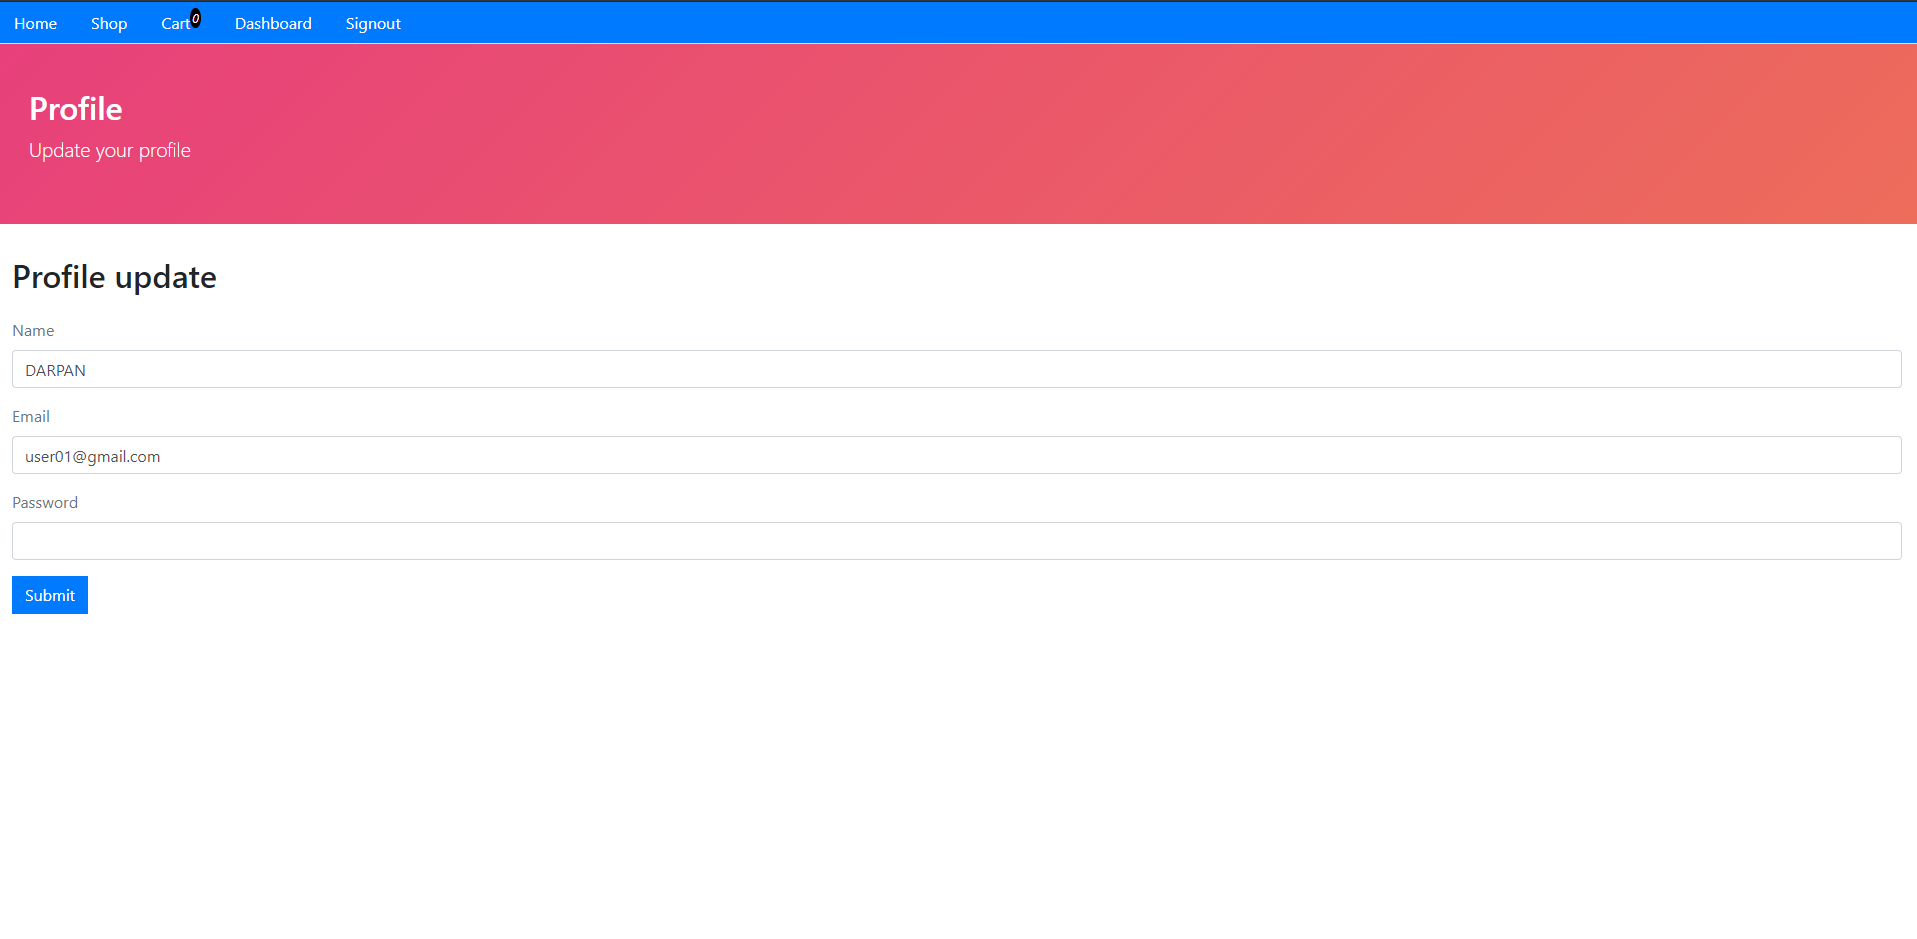 Home Shop Cart 0 Dashboard Signout
Profile
Update your profile
Profile update
Name
DARPAN
Email
user01@gmail.com
Password
Submit